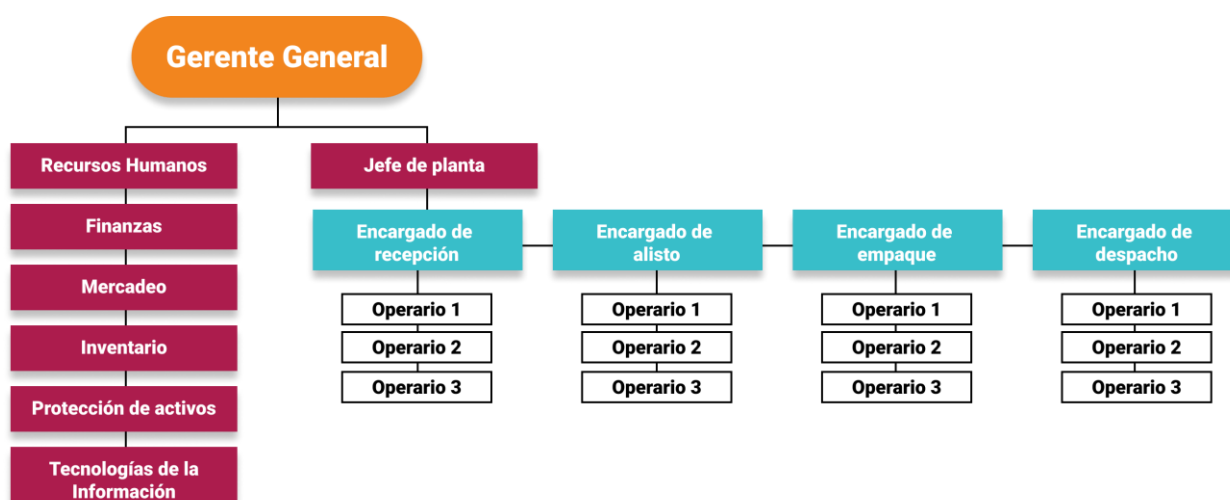 Gerente General
Recursos Humanos
Jefe de planta
Finanzas
Encargado de
recepción
Encargado de
alisto
Encargado de
empaque
Encargado de
despacho
Mercadeo
Operario 1
Operario 1
Operario 1
Operario 1
Inventario
Operario 2
Operario 2
Operario 2
Operario 2
Protección de activos
Operario 3
Operario 3
Operario 3
Operario 3
Tecnologías de la
Información